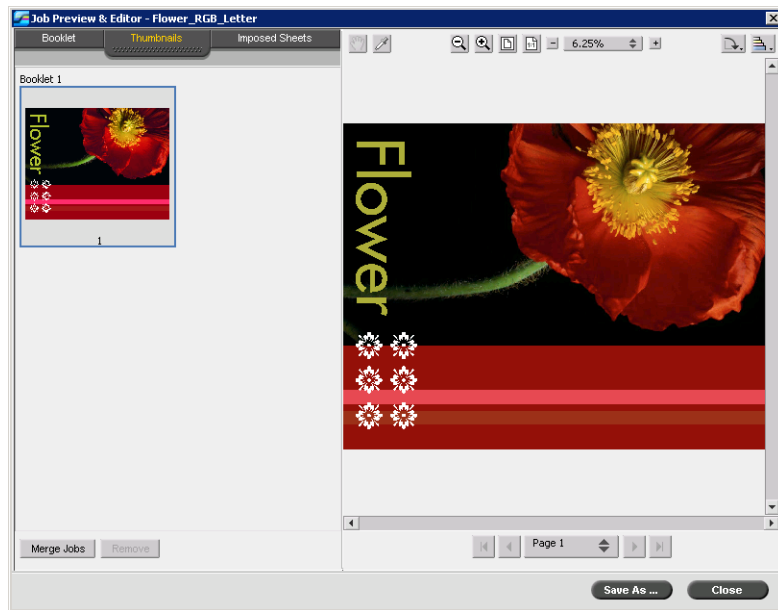 Job Preview & Editor - Flower_RGB_Letter
Booklet Thumbnails Imposed Sheets
6.25%
Booklet 1
Flower
1
Flower
Merge Jobs Remove
Page 1
Save As ... Close